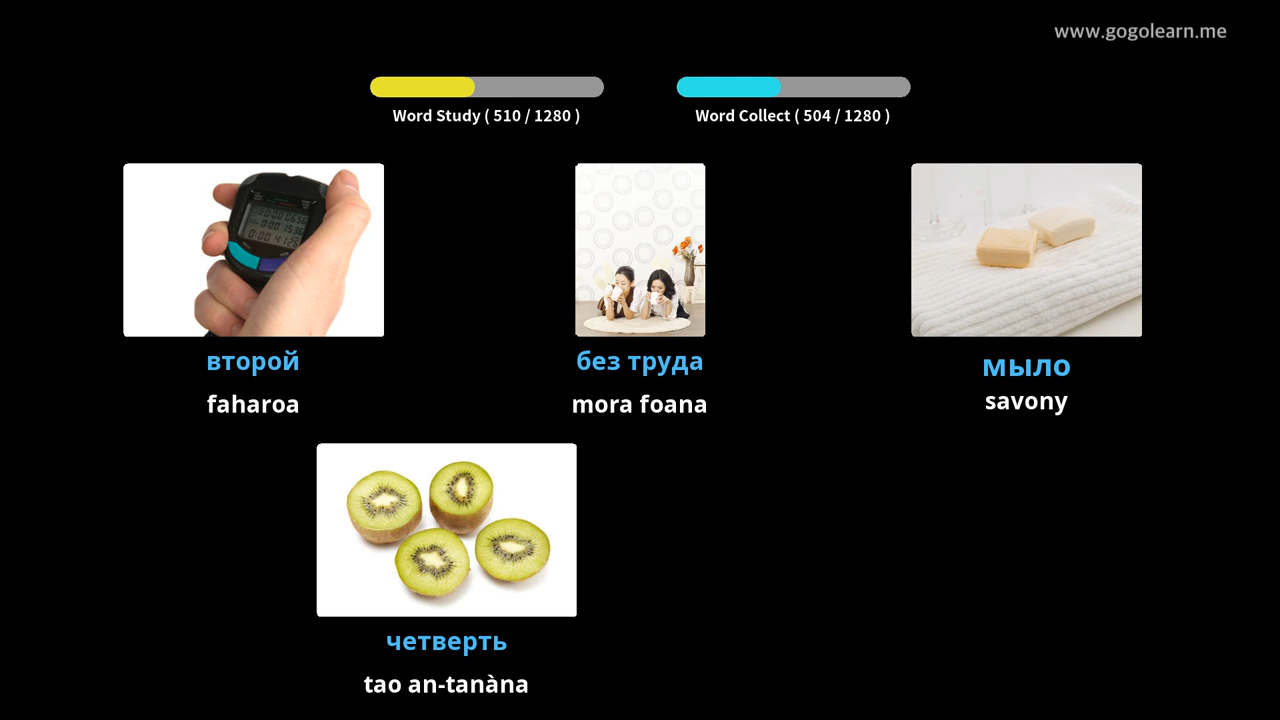 www.gogolearn.me
Word Study ( 510 / 1280 )
Word Collect ( 504 / 1280 )
второй
faharoa
без труда
mora foana
мыло
savony
четверть
tao an-tanàna